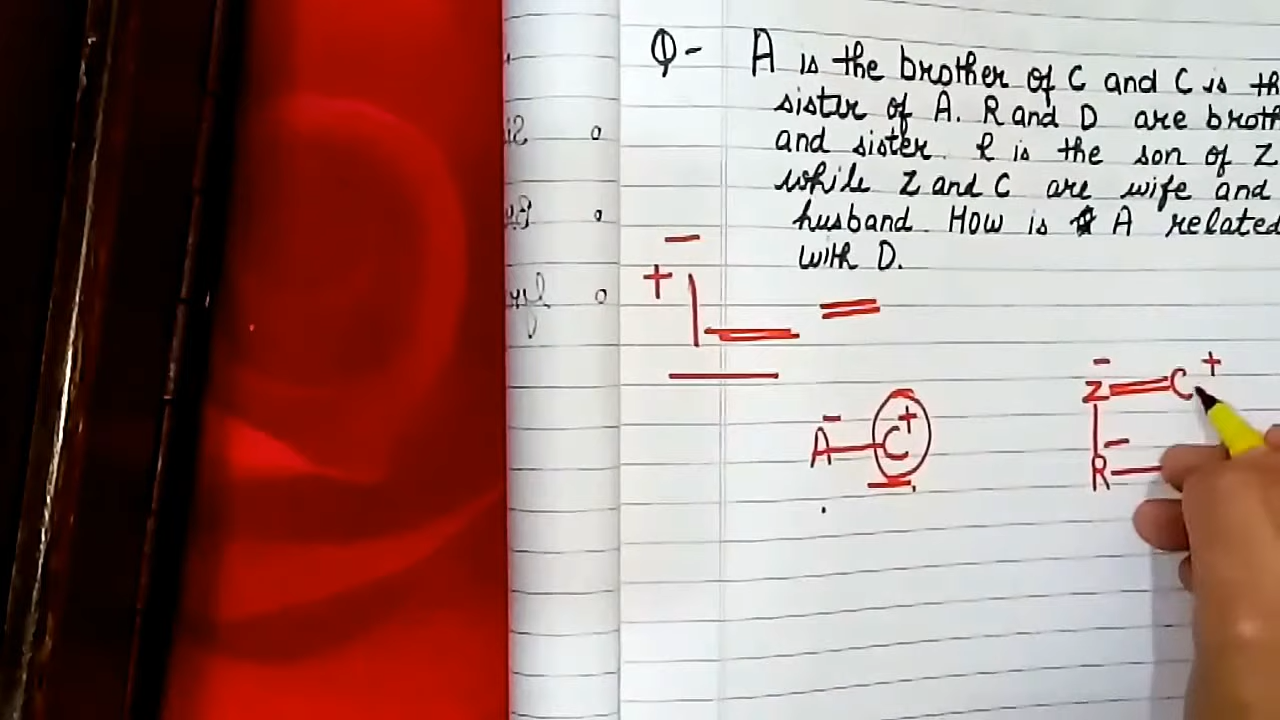 Q- A is the brother of C and C is th
sister of A. R and D are broth
and sister. R is the son of Z
while Z and C are wife and
husband. How is A related
with D.
−
+
=
− +
Z = C
− +
A — C
−
R —